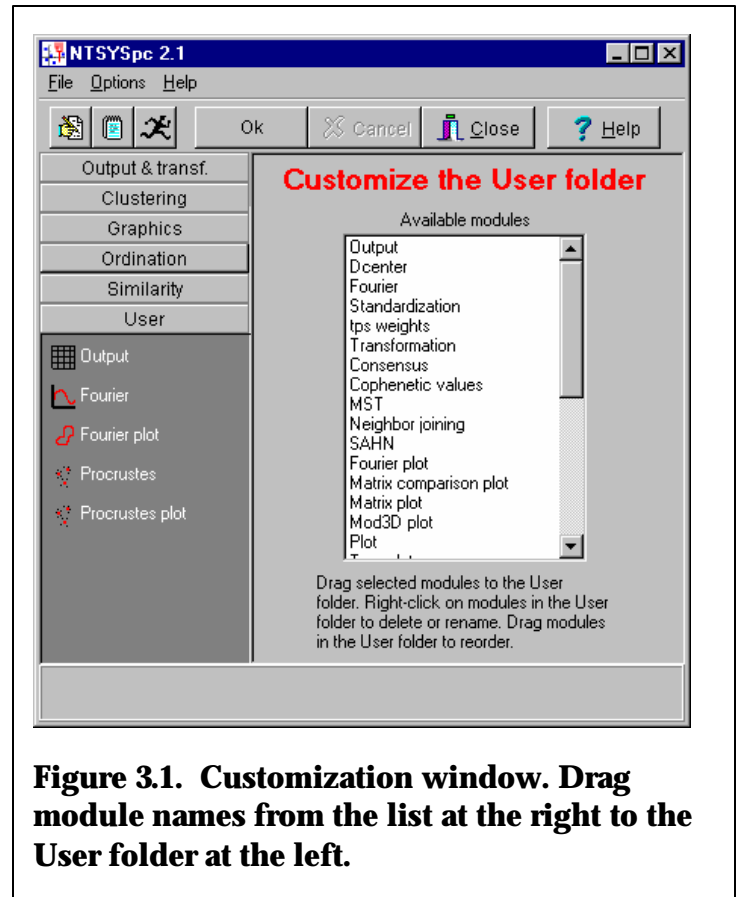 NTSYSpc 2.1
File Options Help
Ok Cancel Close ? Help
Output & transf.
Clustering
Graphics
Ordination
Similarity
User
Output
Fourier
Fourier plot
Procrustes
Procrustes plot
Customize the User folder
Available modules
Output
Dcenter
Fourier
Standardization
tps weights
Transformation
Consensus
Cophenetic values
MST
Neighbor joining
SAHN
Fourier plot
Matrix comparison plot
Matrix plot
Mod3D plot
Plot
Drag selected modules to the User
folder. Right-click on modules in the User
folder to delete or rename. Drag modules
in the User folder to reorder.
Figure 3.1. Customization window. Drag
module names from the list at the right to the
User folder at the left.